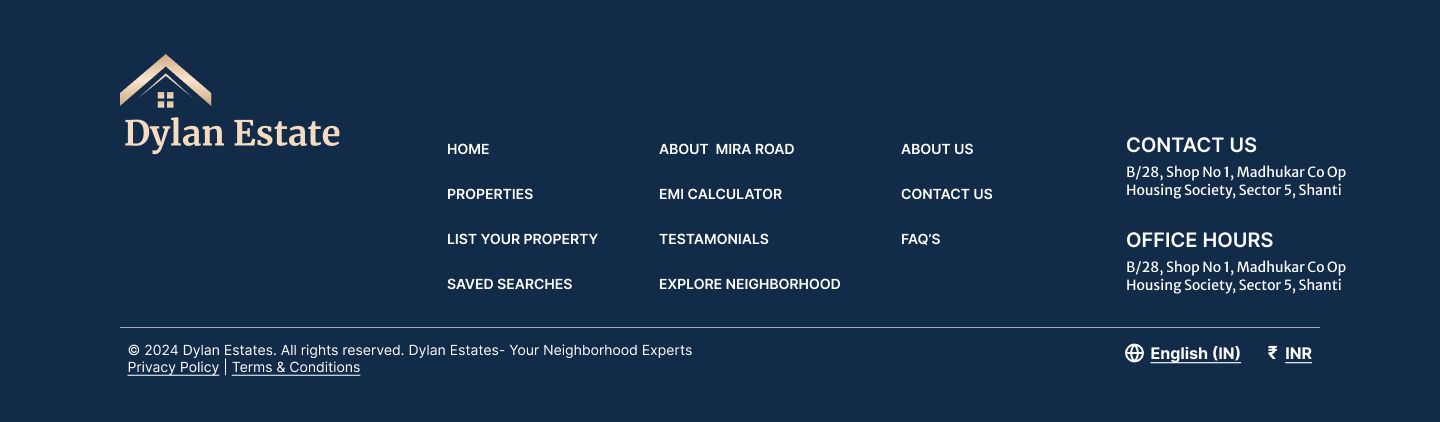 Dylan Estate
HOME
PROPERTIES
LIST YOUR PROPERTY
SAVED SEARCHES
ABOUT  MIRA ROAD
EMI CALCULATOR
TESTAMONIALS
EXPLORE NEIGHBORHOOD
ABOUT US
CONTACT US
FAQ’S
CONTACT US
B/28, Shop No 1, Madhukar Co Op
Housing Society, Sector 5, Shanti
OFFICE HOURS
B/28, Shop No 1, Madhukar Co Op
Housing Society, Sector 5, Shanti
© 2024 Dylan Estates. All rights reserved. Dylan Estates- Your Neighborhood Experts
Privacy Policy | Terms & Conditions
English (IN)
₹ INR